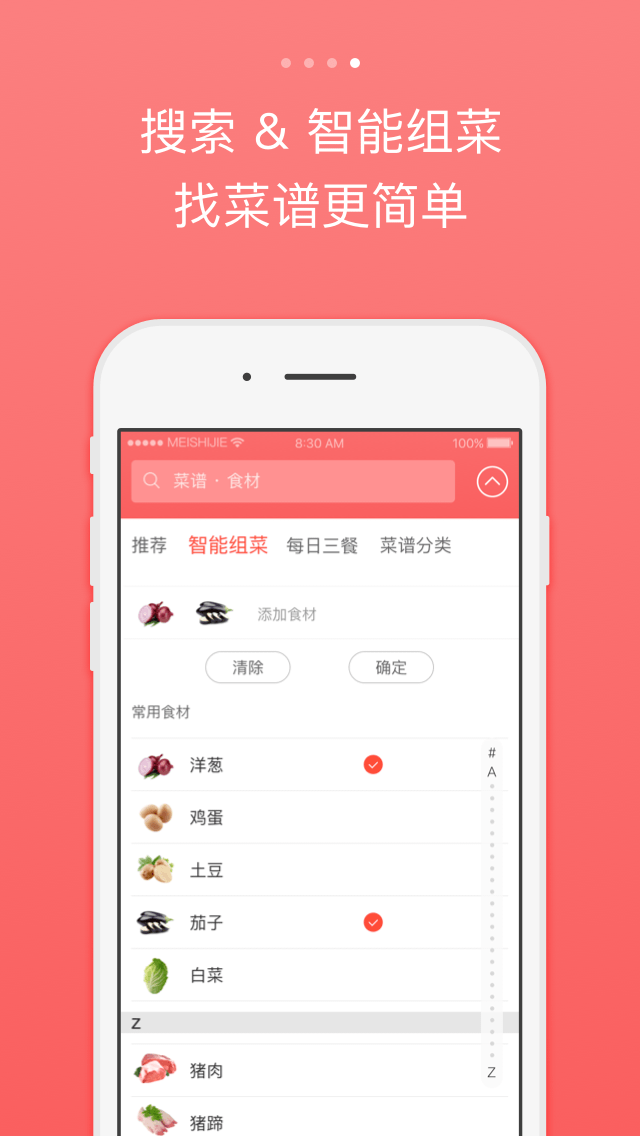 搜索 & 智能组菜
找菜谱更简单
MEISHIJIE 8:30 AM 100%
菜谱 · 食材
推荐 智能组菜 每日三餐 菜谱分类
添加食材
清除 确定
常用食材
#
洋葱
A
鸡蛋
土豆
茄子
白菜
Z
猪肉
Z
猪蹄